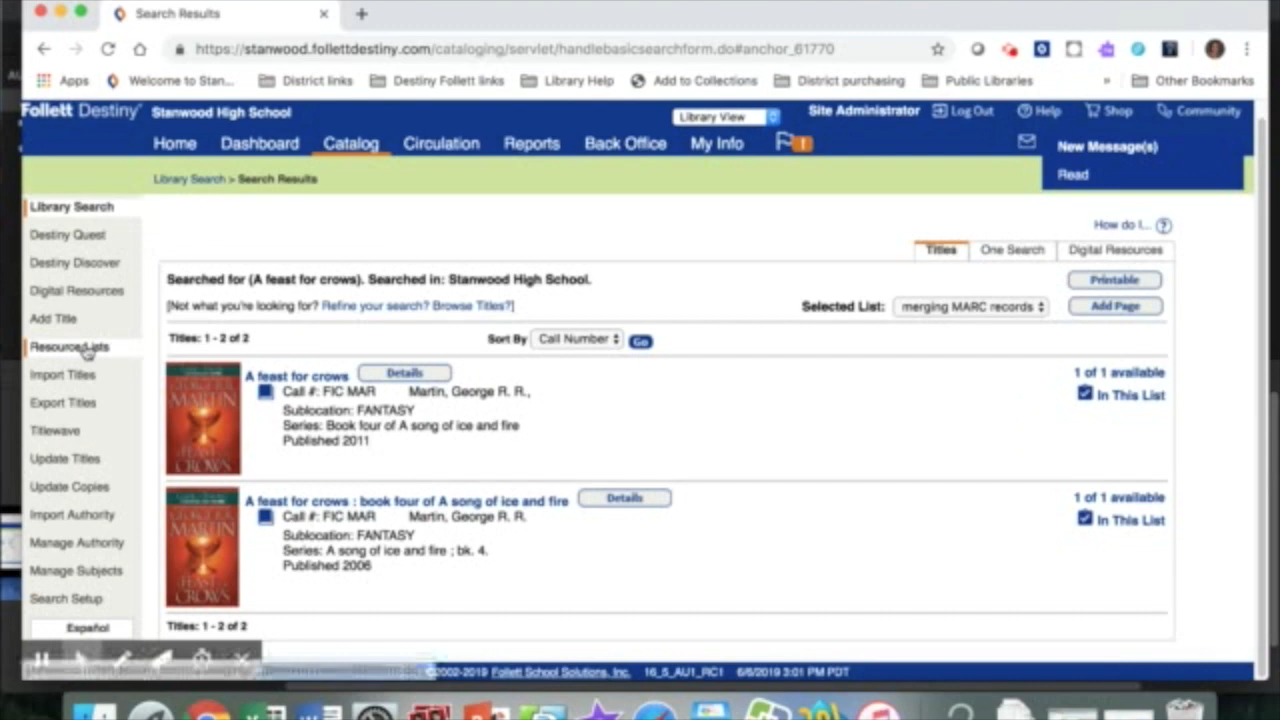 Search Results
https://stanwood.follettdestiny.com/cataloging/servlet/handlebasicsearchform.do#anchor_61770
Apps Welcome to Stan... District links Destiny Follett links Library Help Add to Collections District purchasing Public Libraries » Other Bookmarks
Follett Destiny Stanwood High School Library View Site Administrator Log Out Help Shop Community
Home Dashboard Catalog Circulation Reports Back Office My Info
New Message(s)
Read
Library Search > Search Results
Library Search
Destiny Quest
Destiny Discover
Digital Resources
Add Title
Resource Lists
Import Titles
Export Titles
Titlewave
Update Titles
Update Copies
Import Authority
Manage Authority
Manage Subjects
Search Setup
Español
How do I... ?
Titles One Search Digital Resources
Searched for (A feast for crows). Searched in: Stanwood High School. Printable
[Not what you're looking for? Refine your search? Browse Titles?] Selected List: merging MARC records Add Page
Titles: 1 - 2 of 2 Sort By Call Number Go
MARTIN
CROWS
A feast for crows Details 1 of 1 available
Call #: FIC MAR Martin, George R. R., In This List
Sublocation: FANTASY
Series: Book four of A song of ice and fire
Published 2011
MARTIN
A feast for crows : book four of A song of ice and fire Details 1 of 1 available
Call #: FIC MAR Martin, George R. R. In This List
Sublocation: FANTASY
Series: A song of ice and fire ; bk. 4.
Published 2006
Titles: 1 - 2 of 2
©2002-2019 Follett School Solutions, Inc. 16_5_AU1_RC1 6/6/2019 3:01 PM PDT